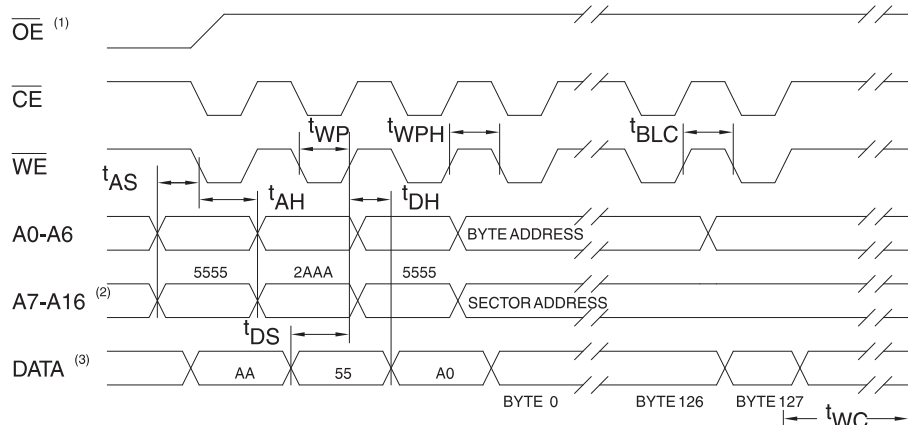 OE (1)
CE
tWP tWPH tBLC
WE
tAS
tAH tDH
A0-A6 BYTE ADDRESS
5555 2AAA 5555
A7-A16 (2) SECTOR ADDRESS
tDS
DATA (3) AA 55 A0
BYTE 0 BYTE 126 BYTE 127
tWC